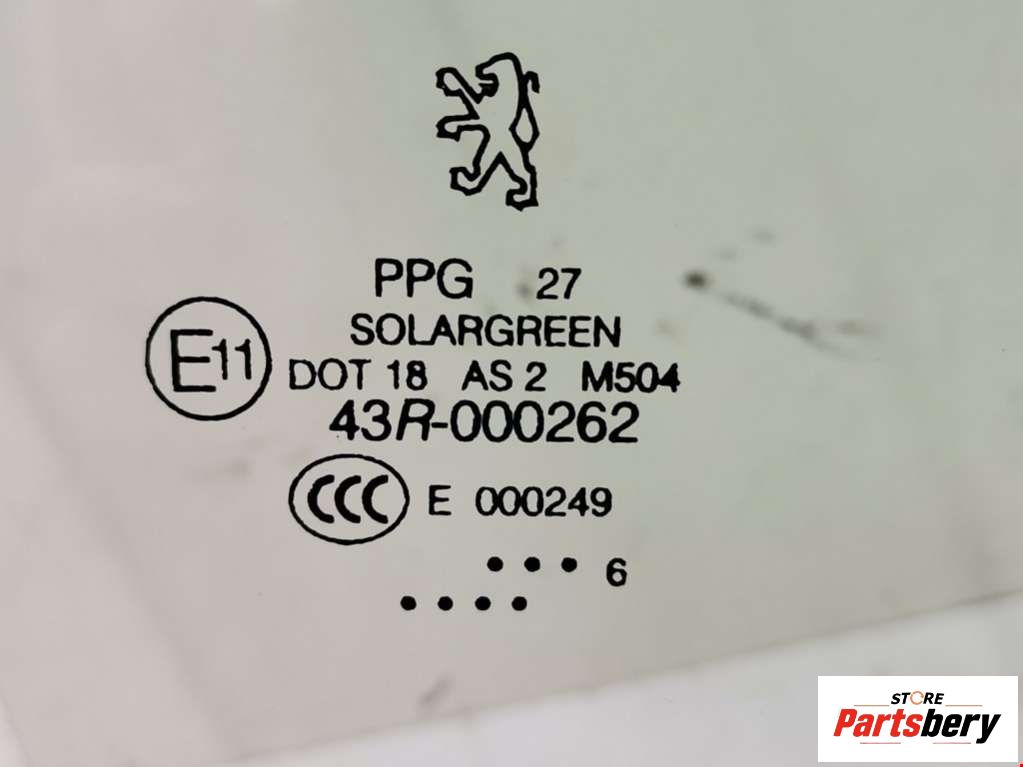 PPG 27
SOLARGREEN
E11
DOT 18 AS 2 M504
43R-000262
CCC E 000249
6
STORE
Partsbery